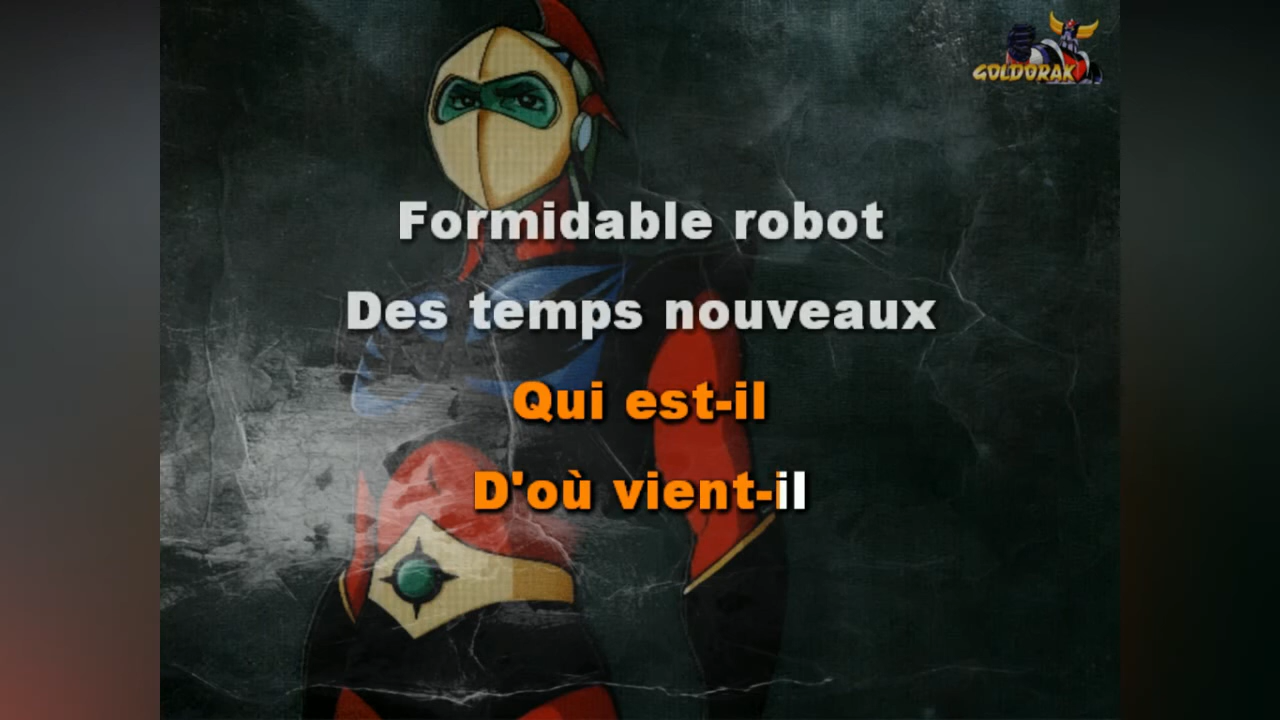 GOLDORAK
Formidable robot
Des temps nouveaux
Qui est-il
D'où vient-il